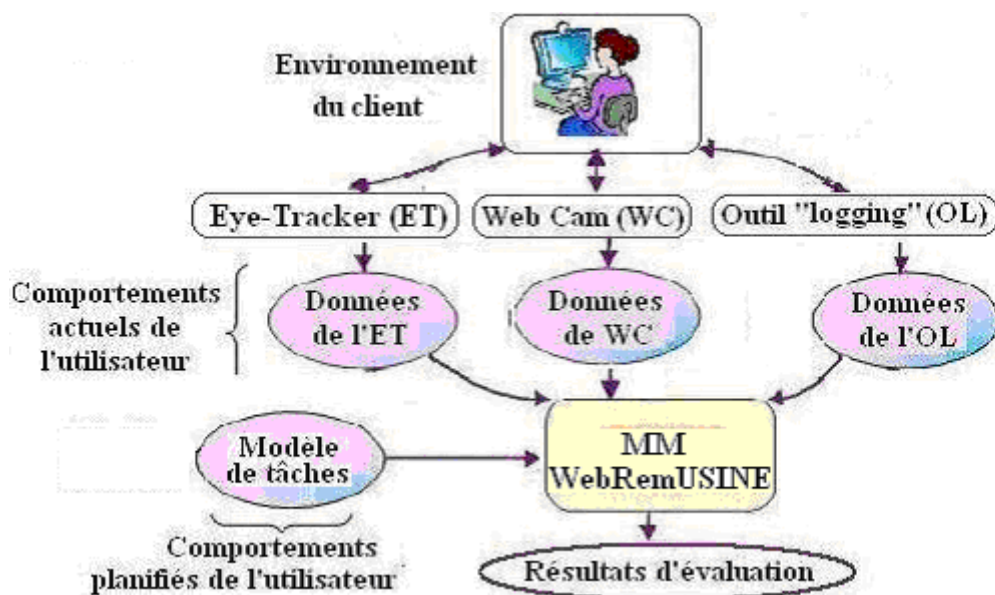 Environnement
du client
Eye-Tracker (ET)
Web Cam (WC)
Outil "logging" (OL)
Comportements
actuels de
l'utilisateur
Données
de l'ET
Données
de WC
Données
de l'OL
Modèle
de tâches
MM
WebRemUSINE
Comportements
planifiés de l'utilisateur
Résultats d'évaluation